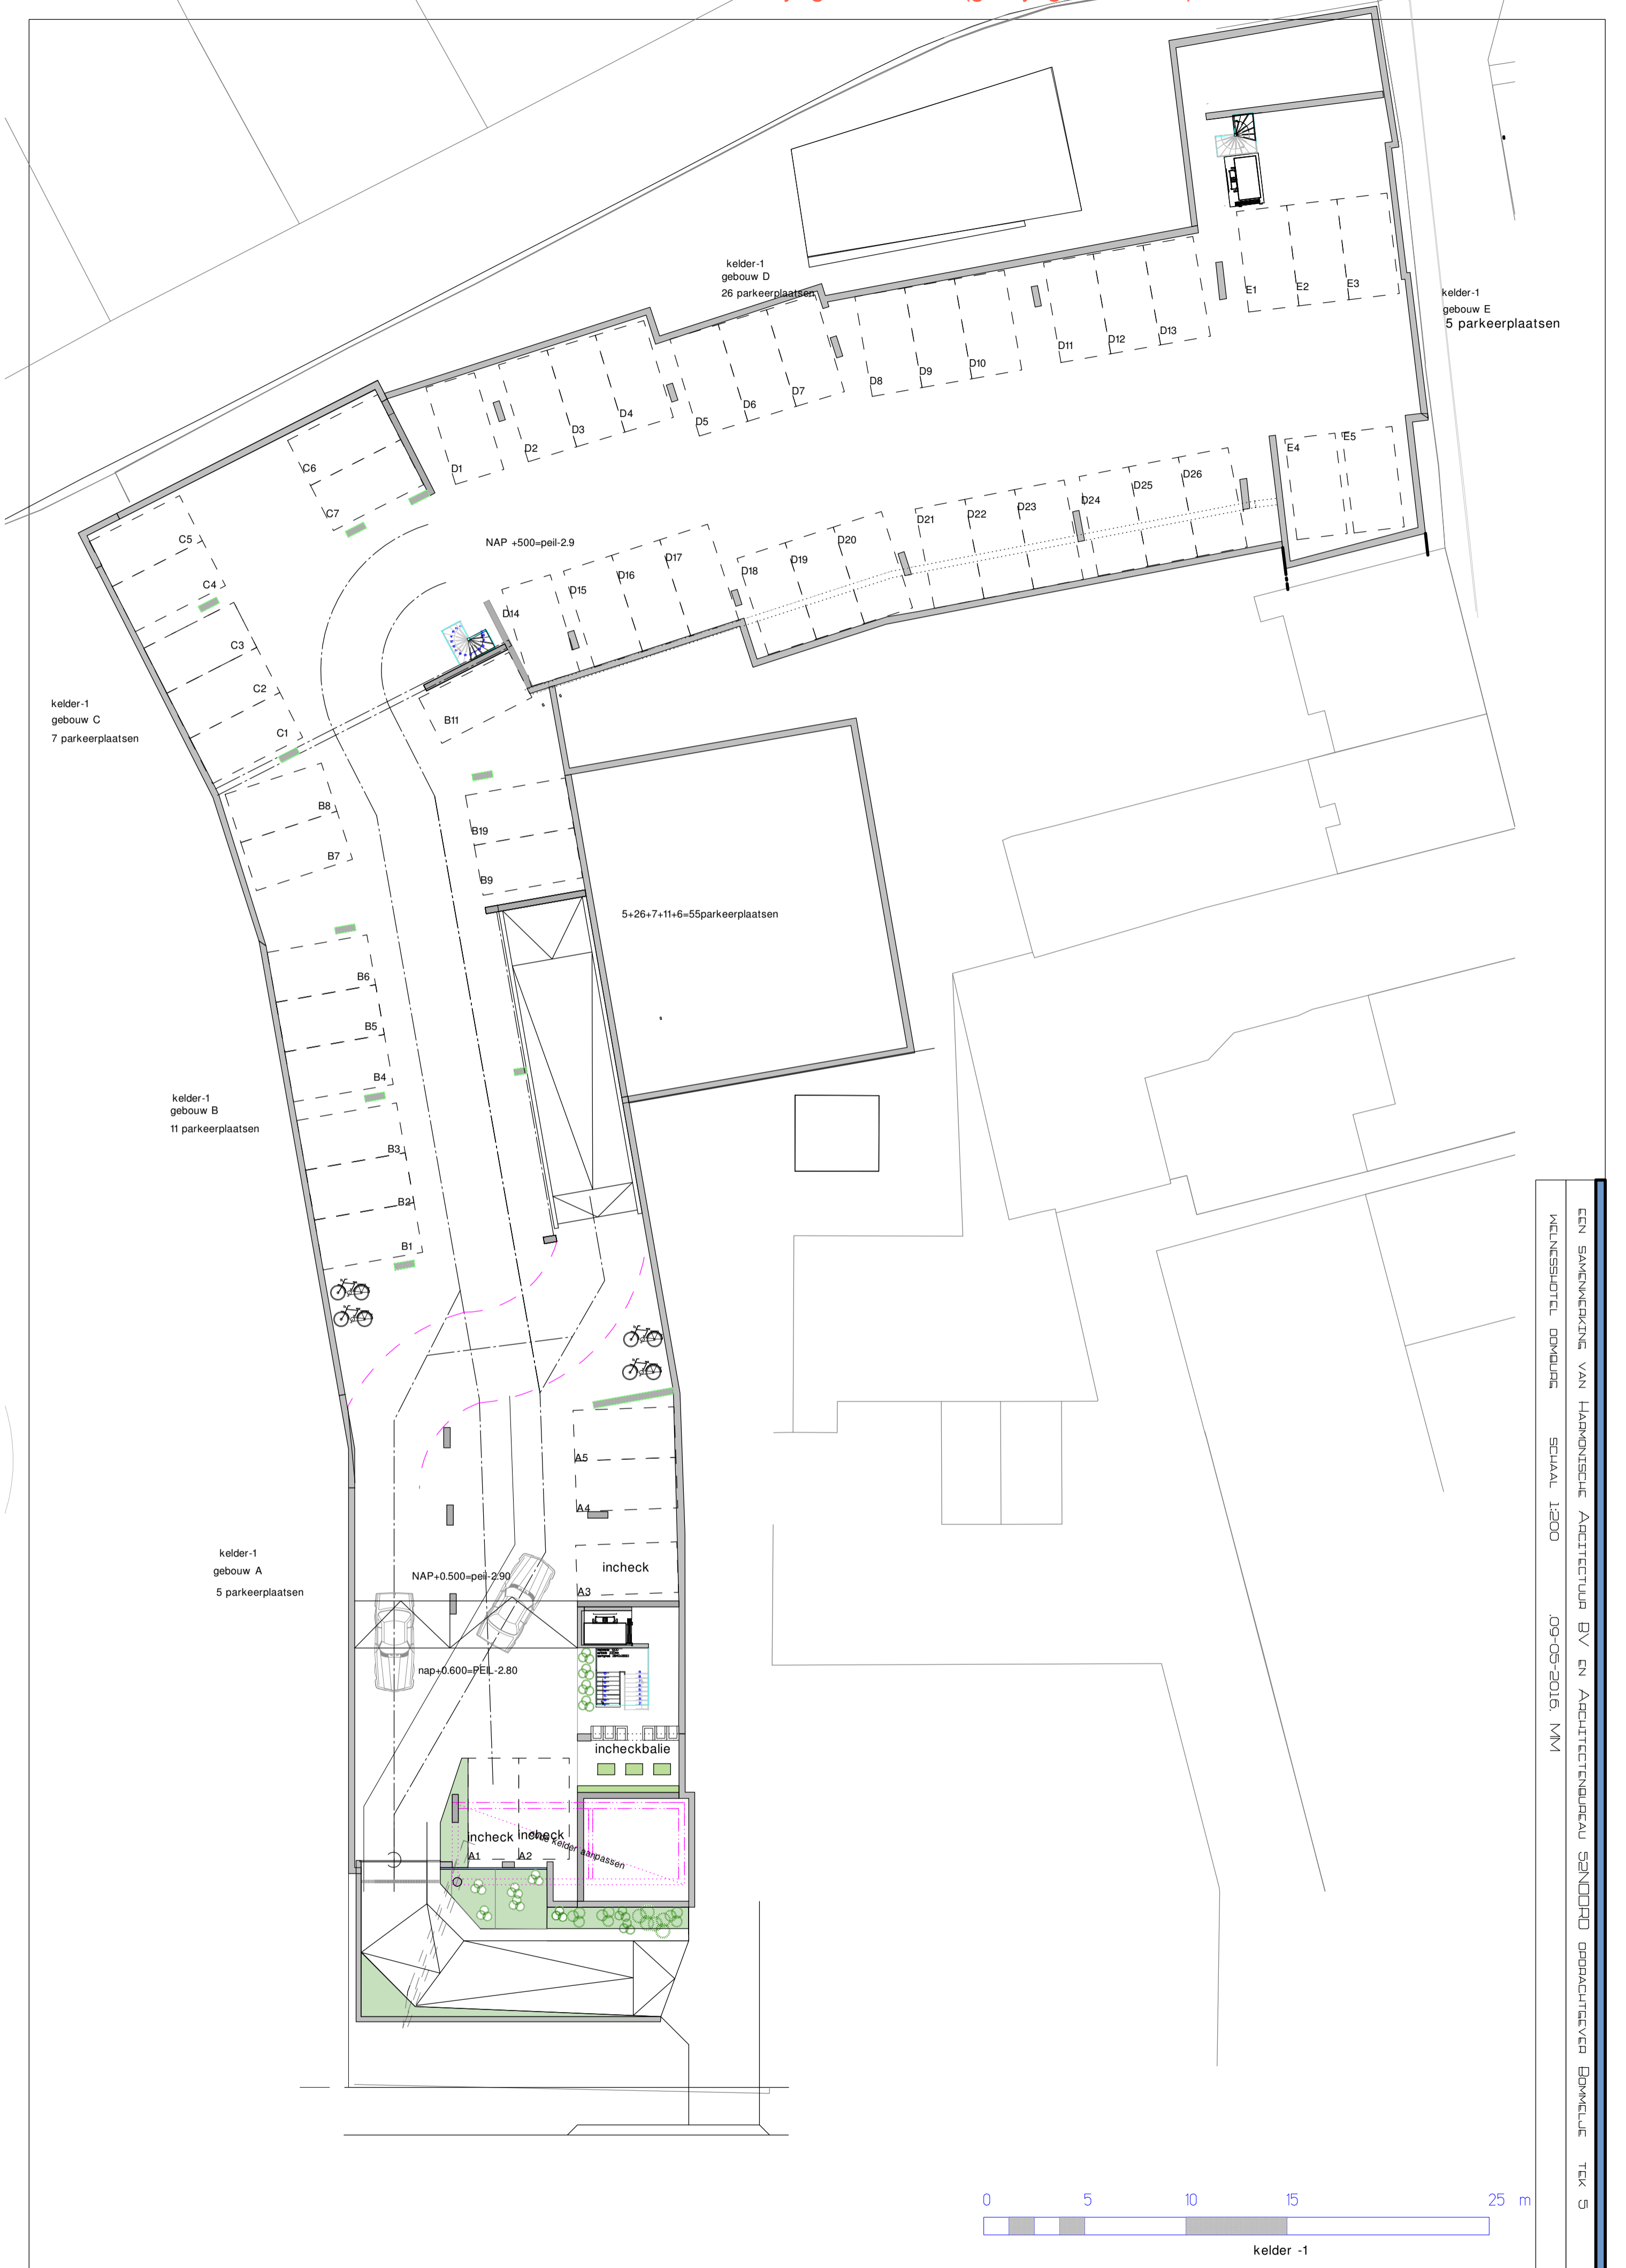 kelder-1
gebouw D
26 parkeerplaatsen
kelder-1
gebouw E
5 parkeerplaatsen
E1
E2
E3
D11
D12
D13
D8
D9
D10
D5
D6
D7
D2
D3
D4
D1
C6
C7
E4
E5
D24
D25
D26
D21
D22
D23
D18
D19
D20
D15
D16
D17
D14
NAP +500=peil-2.9
C5
C4
C3
C2
C1
kelder-1
gebouw C
7 parkeerplaatsen
B11
B8
B7
B19
B9
5+26+7+11+6=55parkeerplaatsen
B6
B5
B4
B3
B2
B1
kelder-1
gebouw B
11 parkeerplaatsen
A5
A4
incheck
A3
kelder-1
gebouw A
5 parkeerplaatsen
NAP+0.500=peil-2.90
nap+0.600=PEIL-2.80
incheckbalie
incheck
incheck
A1
A2
kelder aanpassen
EEN SAMENWERKING VAN HARMONISCHE ARCITECTUUR BV EN ARCHITECTENBUREAU 52NOORD OPDRACHTGEVER BOMMELJE TEK 5
WELNESSHOTEL DOMBURG SCHAAL 1:200 .09-05-2016. MM
0 5 10 15 25 m
kelder -1